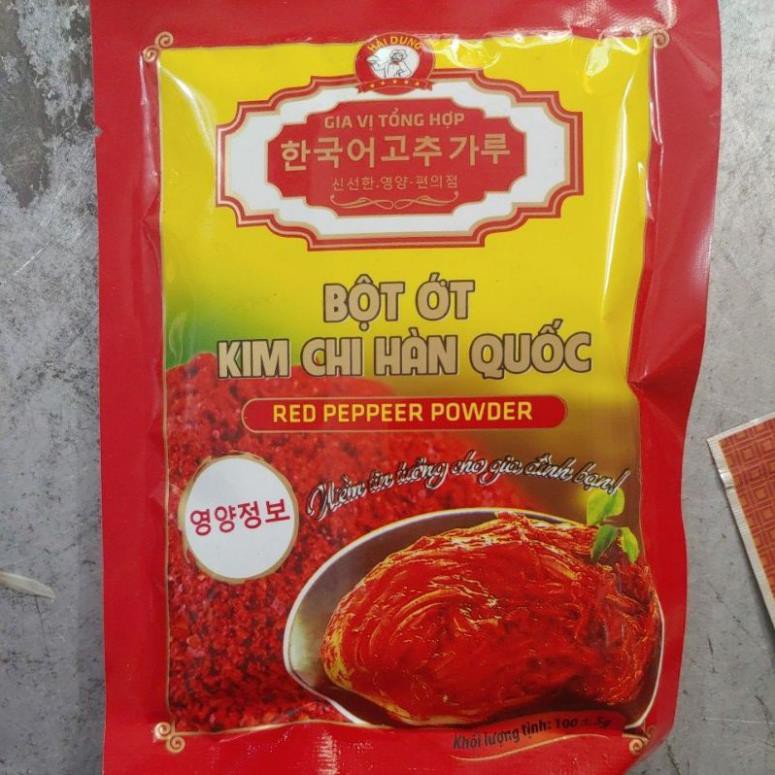 HẢI DUNG
GIA VỊ TỔNG HỢP
한국어고추가루
신선한.영양-편의점
BỘT ỚT
KIM CHI HÀN QUỐC
RED PEPPEER POWDER
Niềm tin tưởng cho gia đình bạn!
영양정보
Khối lượng tịnh: 100 ± 5g